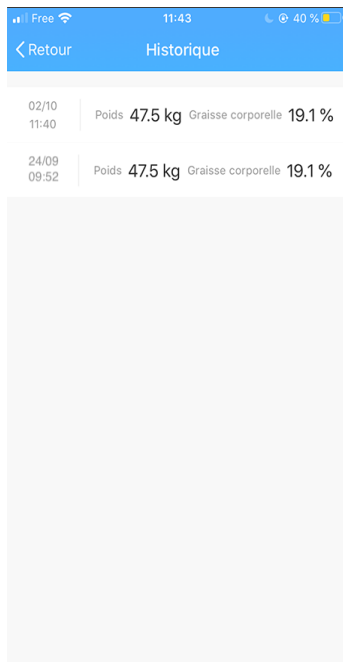 Free 11:43 40 %
Retour Historique
02/10
11:40
Poids 47.5 kg Graisse corporelle 19.1 %
24/09
09:52
Poids 47.5 kg Graisse corporelle 19.1 %